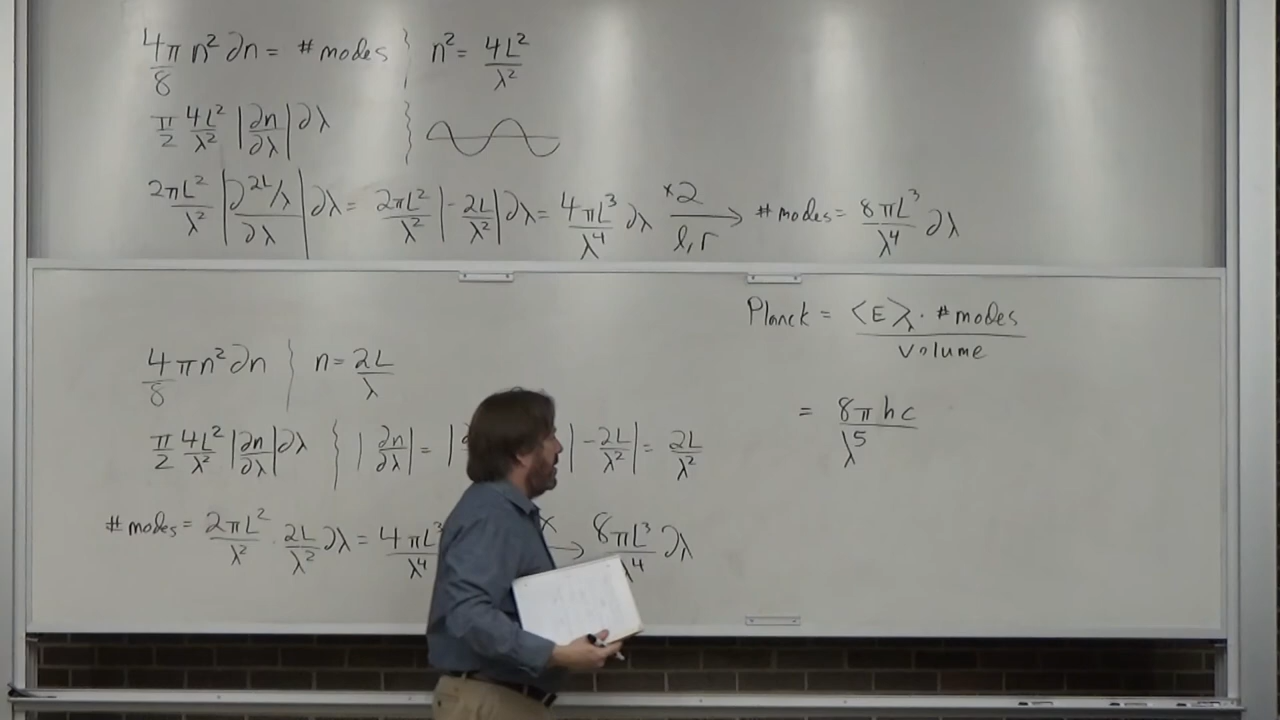 4π/8 n² ∂n = # modes } n² = 4L²/λ²
π/2 4L²/λ² |∂n/∂λ| ∂λ
2πL²/λ² |∂ 2L/λ / ∂λ| ∂λ = 2πL²/λ² |-2L/λ²| ∂λ = 4πL³/λ⁴ ∂λ ×2 → l, r # modes = 8πL³/λ⁴ ∂λ
4/8 πn² ∂n } n = 2L/λ
π/2 4L²/λ² |∂n/∂λ| ∂λ } |∂n/∂λ| = | | -2L/λ² | = 2L/λ²
# modes = 2πL²/λ² · 2L/λ² ∂λ = 4πL³/λ⁴ → 8πL³/λ⁴ ∂λ
Planck = <E>λ · # modes / volume
= 8πhc/λ⁵